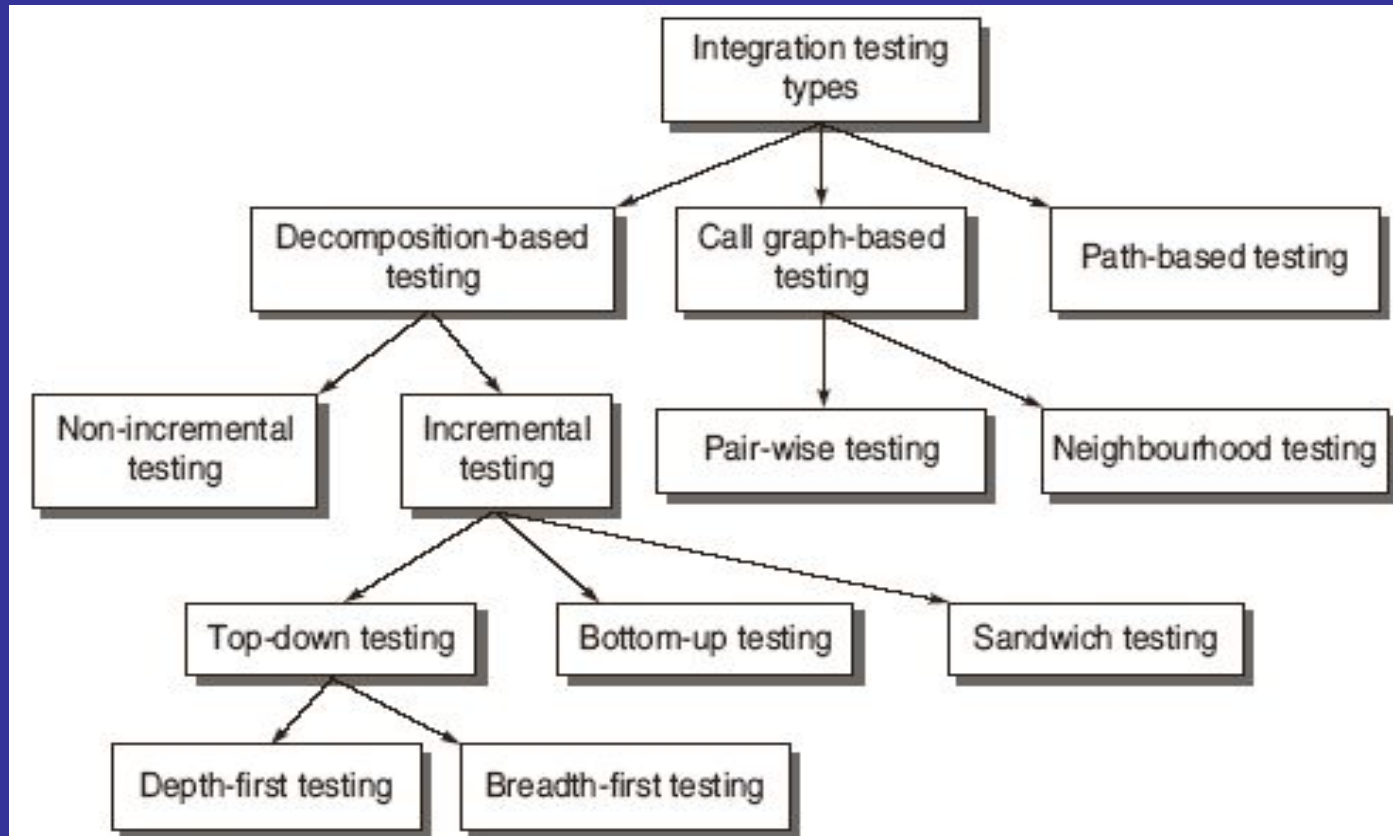 Integration testing
types
Decomposition-based
testing
Call graph-based
testing
Path-based testing
Non-incremental
testing
Incremental
testing
Pair-wise testing
Neighbourhood testing
Top-down testing
Bottom-up testing
Sandwich testing
Depth-first testing
Breadth-first testing